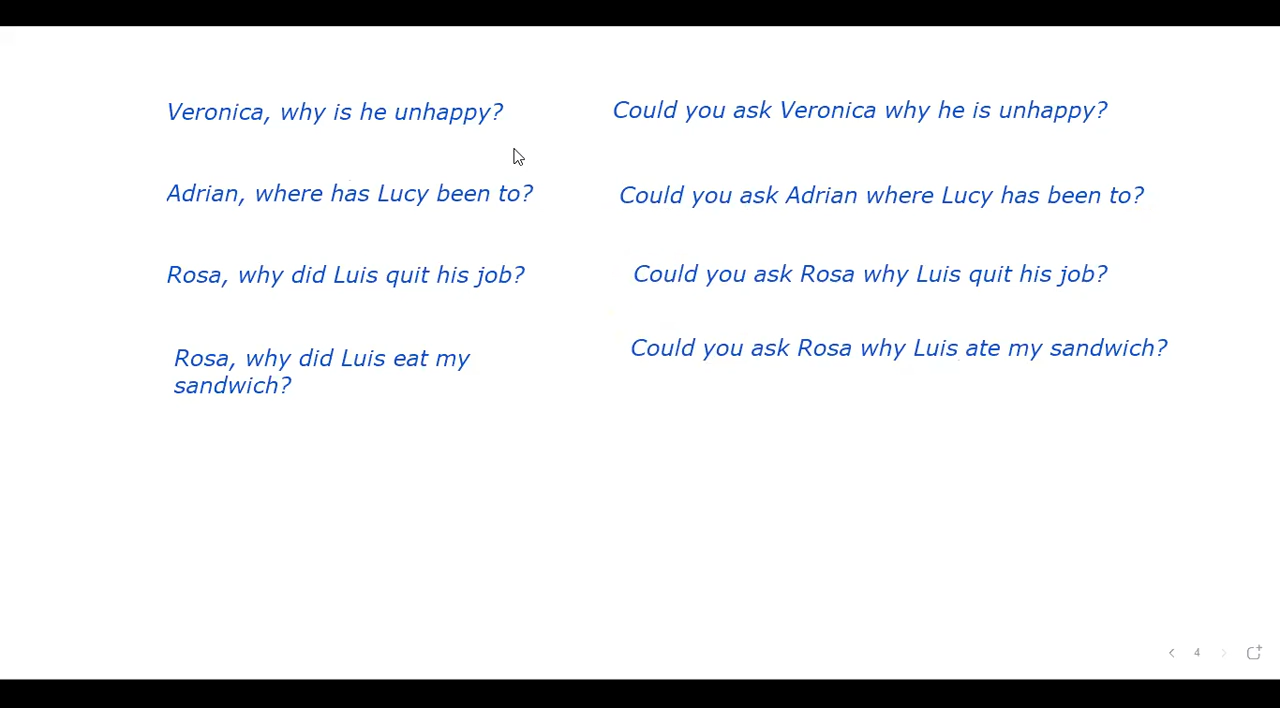 Veronica, why is he unhappy?
Could you ask Veronica why he is unhappy?
Adrian, where has Lucy been to?
Could you ask Adrian where Lucy has been to?
Rosa, why did Luis quit his job?
Could you ask Rosa why Luis quit his job?
Rosa, why did Luis eat my
sandwich?
Could you ask Rosa why Luis ate my sandwich?
4